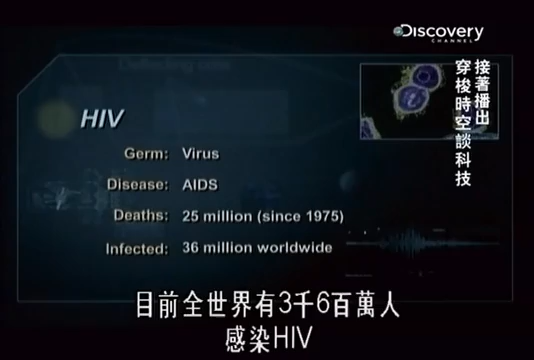 Discovery
CHANNEL
接著播出
穿梭時空談科技
HIV
Germ: Virus
Disease: AIDS
Deaths: 25 million (since 1975)
Infected: 36 million worldwide
目前全世界有3千6百萬人
感染HIV